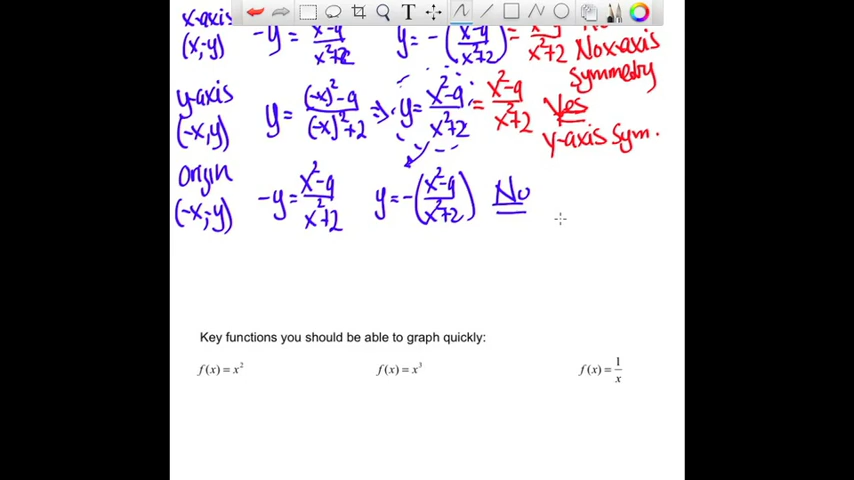 x-axis
(x,-y) -y = x²-9/x²+2 y = -(x²-9/x²+2) = x²-9/x²+2 No
No x-axis
Symmetry
y-axis
(-x,y) y = (-x)²-9/(-x)²+2 ⇒ y = x²-9/x²+2 = x²-9/x²+2 Yes
y-axis Sym.
Origin
(-x,-y) -y = x²-9/x²+2 y = -(x²-9/x²+2) No
Key functions you should be able to graph quickly:
f(x) = x² f(x) = x³ f(x) = 1/x